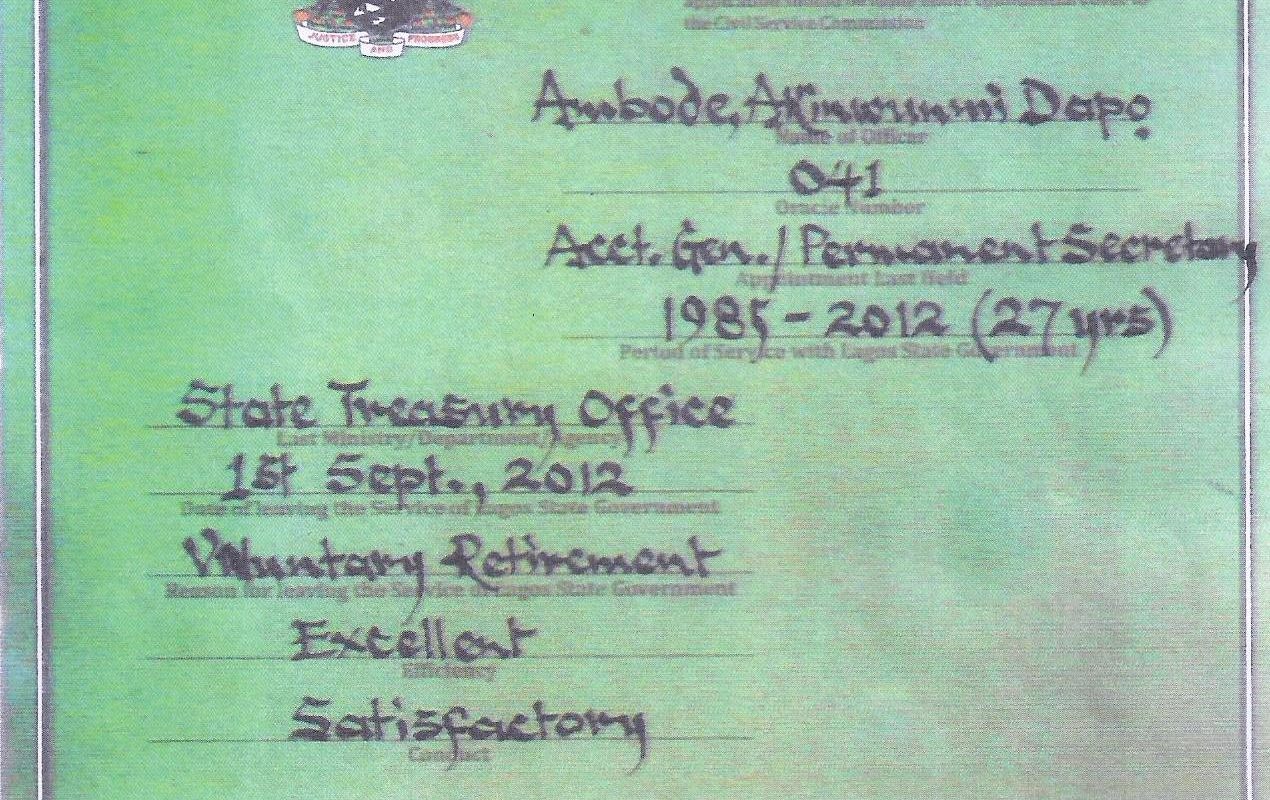 the Civil Service Commission
JUSTICE AND PROGRESS
Ambode, Akinwunmi Dapo
Name of Officer
041
Oracle Number
Acct. Gen./ Permanent Secretary
Appointment Last Held
1985 - 2012 (27yrs)
Period of Service with Lagos State Government
State Treasury Office
Last Ministry/Department/Agency
1st Sept., 2012
Date of leaving the Service of Lagos State Government
Voluntary Retirement
Reason for leaving the Service of Lagos State Government
Excellent
Efficiency
Satisfactory
Conduct